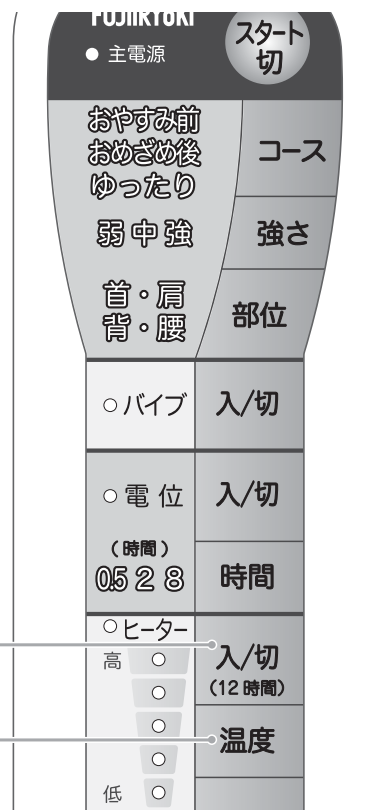 FUJIIRYOKI
スタート
切
主電源
おやすみ前
おめざめ後
ゆったり
コース
弱 中 強
強さ
首・肩
背・腰
部位
バイブ
入/切
電 位
入/切
(時間)
0.5 2 8
時間
ヒーター
高
入/切
(12時間)
温度
低